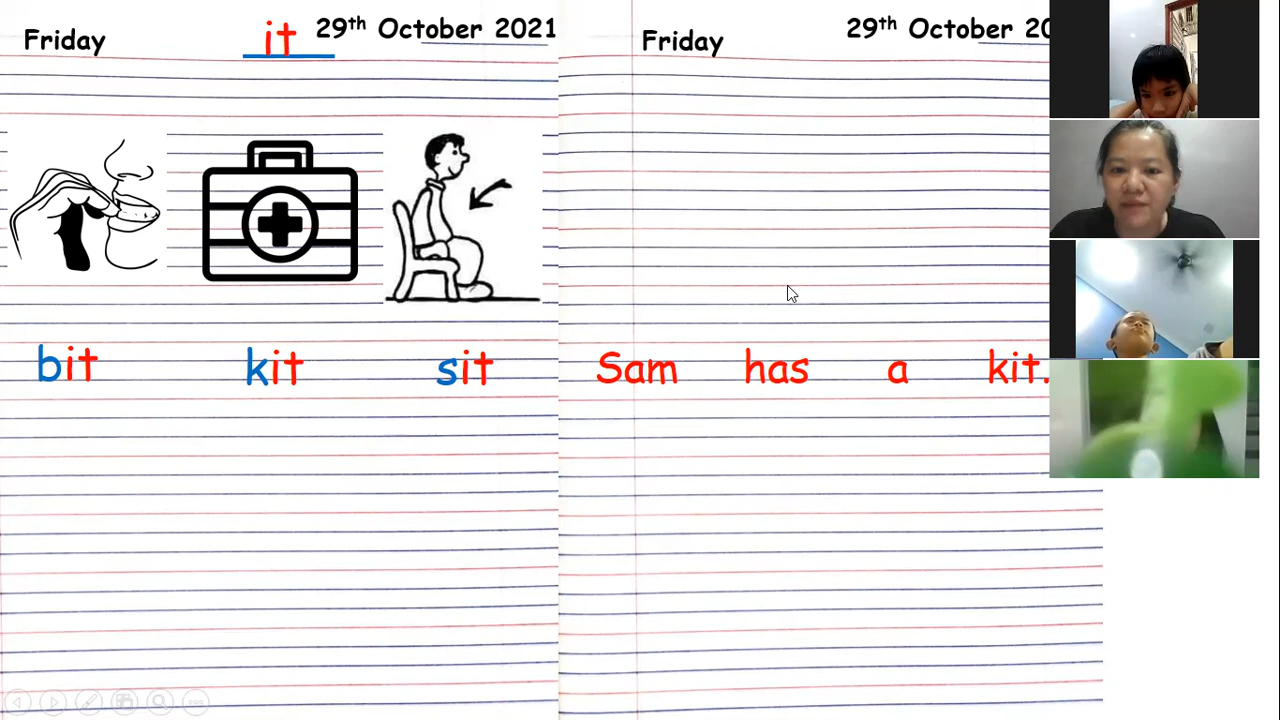 Friday
it
29th October 2021
bit kit sit
Friday
29th October 20
Sam has a kit.